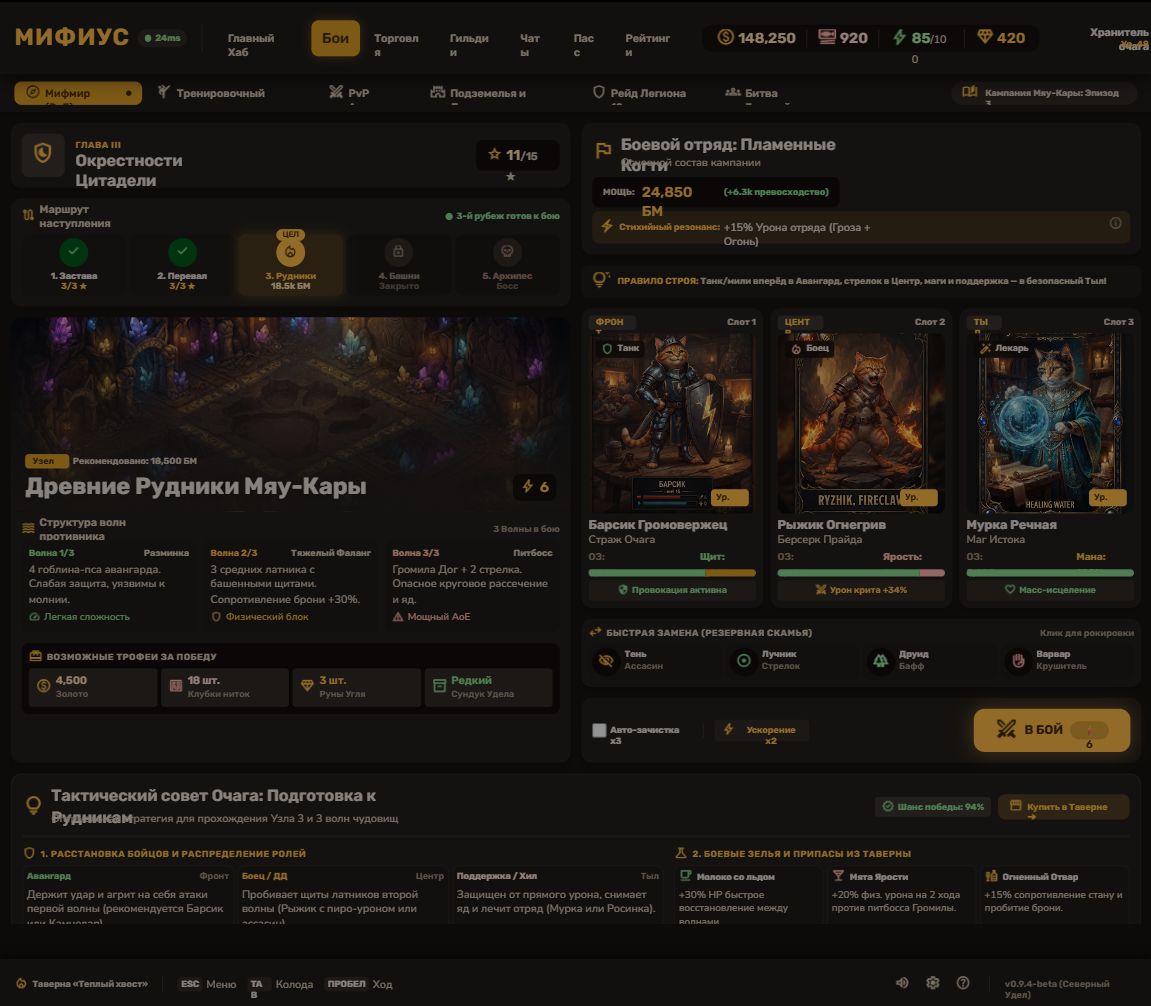 МИФИУС
24ms
Главный
Хаб
Бои
Торговл
я
Гильди
и
Чат
ы
Пас
с
Рейтинг
и
148,250
920
85/10
0
420
Хранитель
очага
Мифмир
Тренировочный
PvP
Подземелья и
Рейд Легиона
Битва
Кампания Мяу-Кары: Эпизод
3
ГЛАВА III
Окрестности
Цитадели
11/15
★
Маршрут
наступления
3-й рубеж готов к бою
ЦЕЛ
1. Застава
3/3 ★
2. Перевал
3/3 ★
3. Рудники
18.5k БМ
4. Башни
Закрыто
5. Архипес
Босс
Узел
Рекомендовано: 18,500 БМ
Древние Рудники Мяу-Кары
6
Структура волн
противника
3 Волны в бою
Волна 1/3
Разминка
4 гоблина-пса авангарда.
Слабая защита, уязвимы к
молнии.
Легкая сложность
Волна 2/3
Тяжелый Фаланг
3 средних латника с
башенными щитами.
Сопротивление брони +30%.
Физический блок
Волна 3/3
Питбосс
Громила Дог + 2 стрелка.
Опасное круговое рассечение
и яд.
Мощный АоЕ
ВОЗМОЖНЫЕ ТРОФЕИ ЗА ПОБЕДУ
4,500
Золото
18 шт.
Клубки ниток
3 шт.
Руны Угля
Редкий
Сундук Удела
Боевой отряд: Пламенные
Когти
состав кампании
МОЩЬ:
24,850
БМ
(+6.3k превосходство)
Стихийный резонанс:
+15% Урона отряда (Гроза +
Огонь)
ПРАВИЛО СТРОЯ: Танк/мили вперёд в Авангард, стрелок в Центр, маги и поддержка — в безопасный Тыл!
ФРОН
Т
Слот 1
Танк
БАРСИК
Ур.
Барсик Громовержец
Страж Очага
ОЗ:
Щит:
Провокация активна
ЦЕНТ
Р
Слот 2
Боец
RYZHIK, FIRECLAW
Ур.
Рыжик Огнегрив
Берсерк Прайда
ОЗ:
Ярость:
Урон крита +34%
ТЫ
Л
Слот 3
Лекарь
HEALING WATER
Ур.
Мурка Речная
Маг Истока
ОЗ:
Мана:
Масс-исцеление
БЫСТРАЯ ЗАМЕНА (РЕЗЕРВНАЯ СКАМЬЯ)
Клик для рокировки
Тень
Ассасин
Лучник
Стрелок
Друид
Бафф
Варвар
Крушитель
Авто-зачистка
x3
Ускорение
x2
В БОЙ
6
Тактический совет Очага: Подготовка к
Рудникам
стратегия для прохождения Узла 3 и 3 волн чудовищ
Шанс победы: 94%
Купить в Таверне
➔
1. РАССТАНОВКА БОЙЦОВ И РАСПРЕДЕЛЕНИЕ РОЛЕЙ
Авангард
Фронт
Держит удар и агрит на себя атаки
первой волны (рекомендуется Барсик
или Камнелап).
Боец / ДД
Центр
Пробивает щиты латников второй
волны (Рыжик с пиро-уроном или
ассасин).
Поддержка / Хил
Тыл
Защищен от прямого урона, снимает
яд и лечит отряд (Мурка или Росинка).
2. БОЕВЫЕ ЗЕЛЬЯ И ПРИПАСЫ ИЗ ТАВЕРНЫ
Молоко со льдом
+30% HP быстрое
восстановление между
волнами.
Мята Ярости
+20% физ. урона на 2 хода
против питбосса Громилы.
Огненный Отвар
+15% сопротивление стану и
пробитие брони.
Таверна «Теплый хвост»
ESC Меню
TA
B
Колода
ПРОБЕЛ Ход
v0.9.4-beta (Северный
Удел)